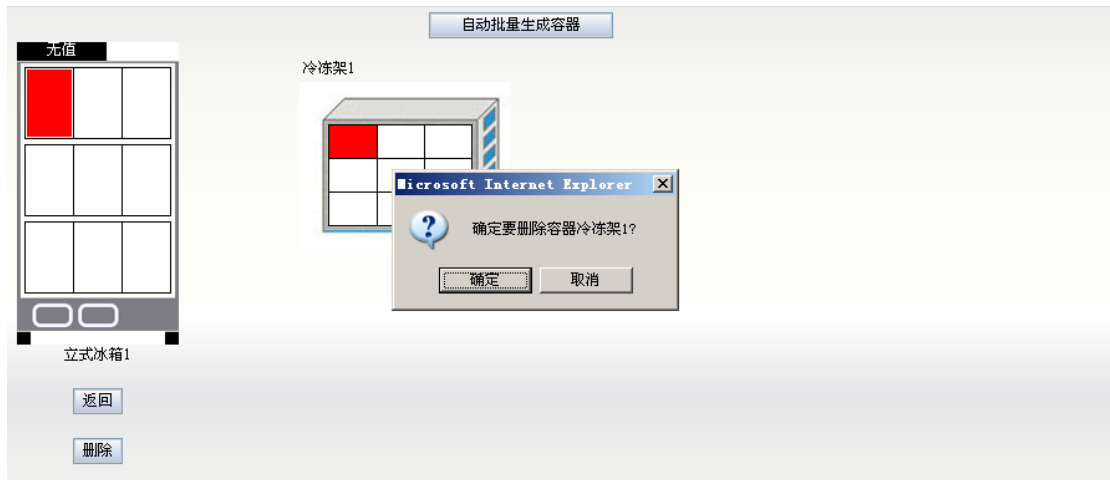 自动批量生成容器
无值
冷冻架1
Microsoft Internet Explorer
确定要删除容器冷冻架1?
确定
取消
立式冰箱1
返回
删除